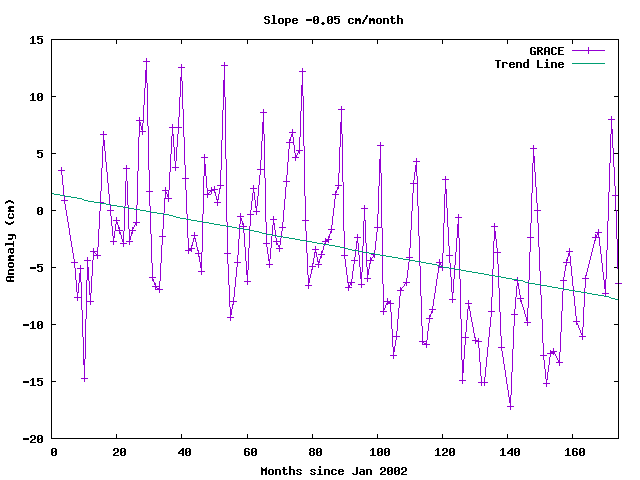 Slope -0.05 cm/month
GRACE
Trend Line
15
10
5
0
-5
-10
-15
-20
Anomaly (cm)
0 20 40 60 80 100 120 140 160
Months since Jan 2002